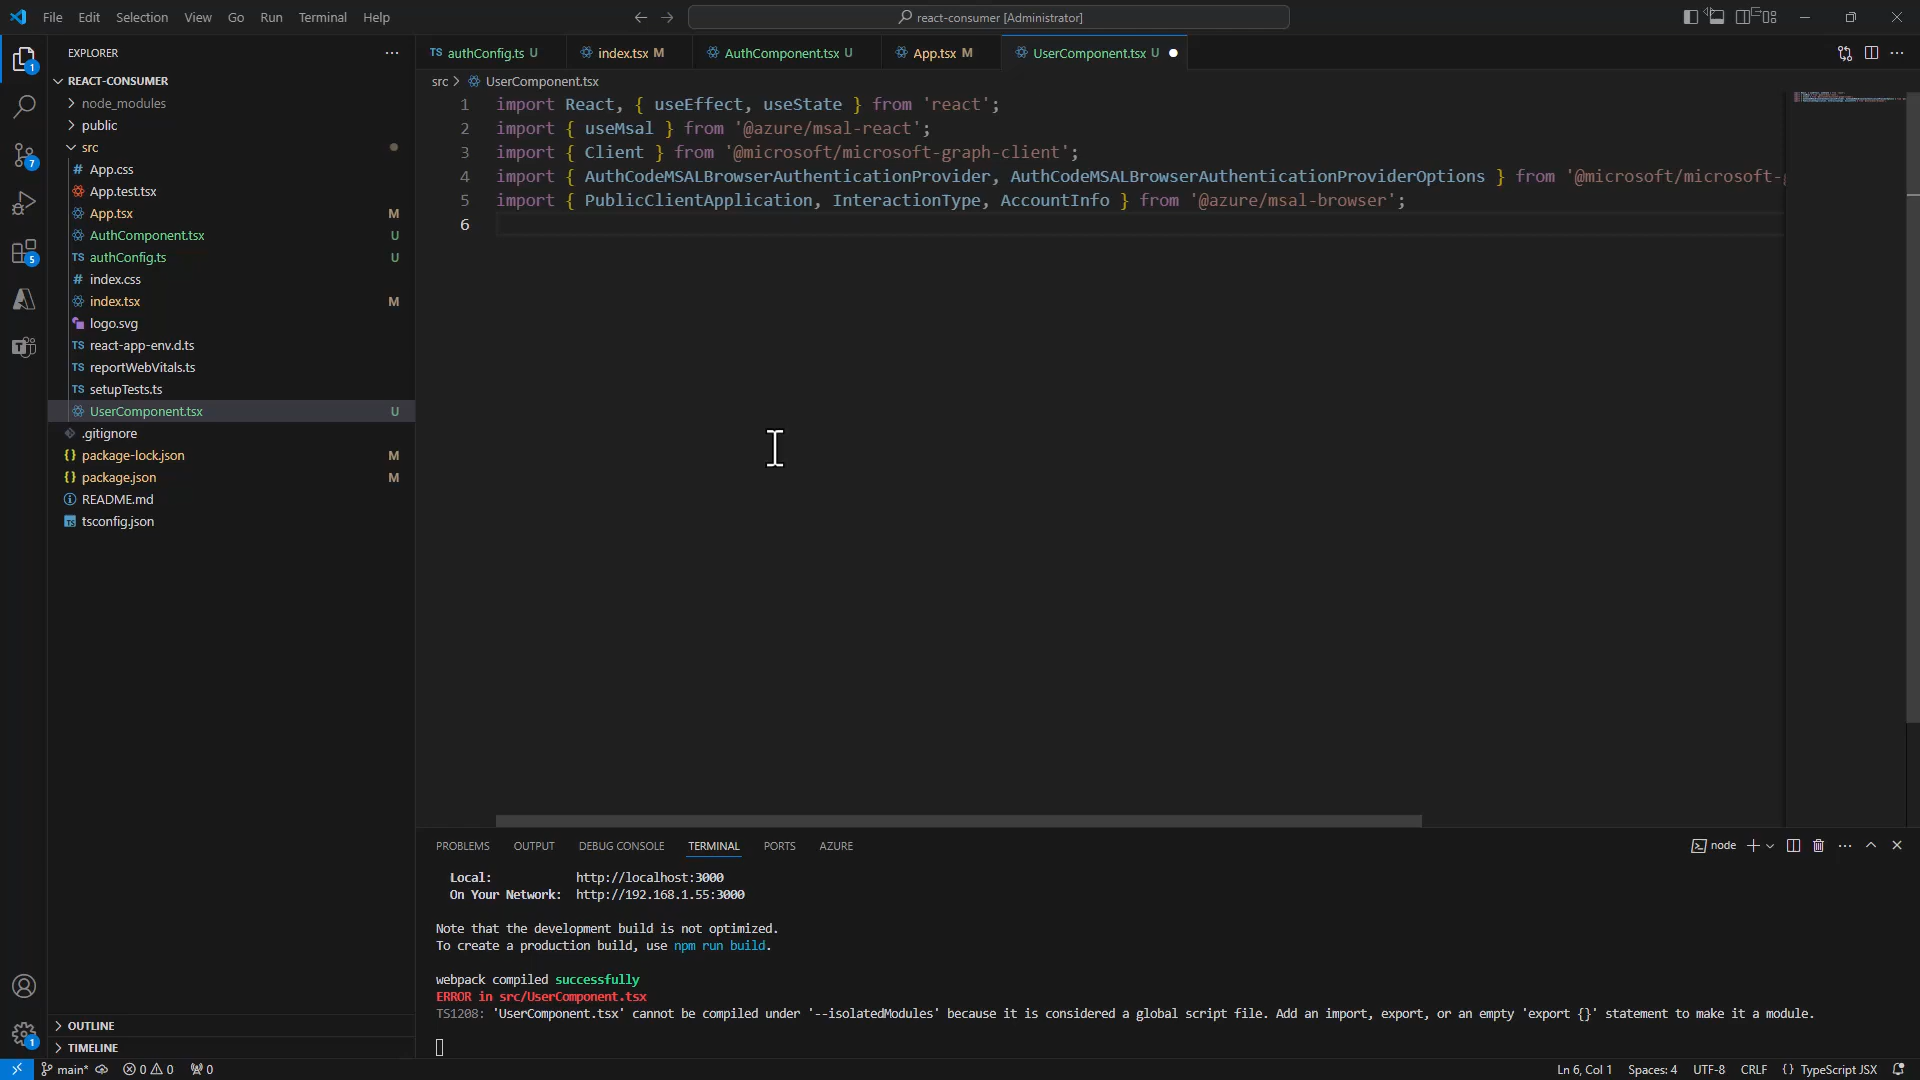 File Edit Selection View Go Run Terminal Help
react-consumer [Administrator]
EXPLORER
REACT-CONSUMER
node_modules
public
src
App.css
App.test.tsx
App.tsx M
AuthComponent.tsx U
authConfig.ts U
index.css
index.tsx M
logo.svg
react-app-env.d.ts
reportWebVitals.ts
setupTests.ts
UserComponent.tsx U
.gitignore
package-lock.json M
package.json M
README.md
tsconfig.json
OUTLINE
TIMELINE
1
7
5
1
TS authConfig.ts U
index.tsx M
AuthComponent.tsx U
App.tsx M
UserComponent.tsx U
src > UserComponent.tsx
1 import React, { useEffect, useState } from 'react';
2 import { useMsal } from '@azure/msal-react';
3 import { Client } from '@microsoft/microsoft-graph-client';
4 import { AuthCodeMSALBrowserAuthenticationProvider, AuthCodeMSALBrowserAuthenticationProviderOptions } from '@microsoft/microsoft-g
5 import { PublicClientApplication, InteractionType, AccountInfo } from '@azure/msal-browser';
6
PROBLEMS OUTPUT DEBUG CONSOLE TERMINAL PORTS AZURE
node
Local: http://localhost:3000
On Your Network: http://192.168.1.55:3000
Note that the development build is not optimized.
To create a production build, use npm run build.
webpack compiled successfully
ERROR in src/UserComponent.tsx
TS1208: 'UserComponent.tsx' cannot be compiled under '--isolatedModules' because it is considered a global script file. Add an import, export, or an empty 'export {}' statement to make it a module.
main* 0 0 0
Ln 6, Col 1 Spaces: 4 UTF-8 CRLF {} TypeScript JSX